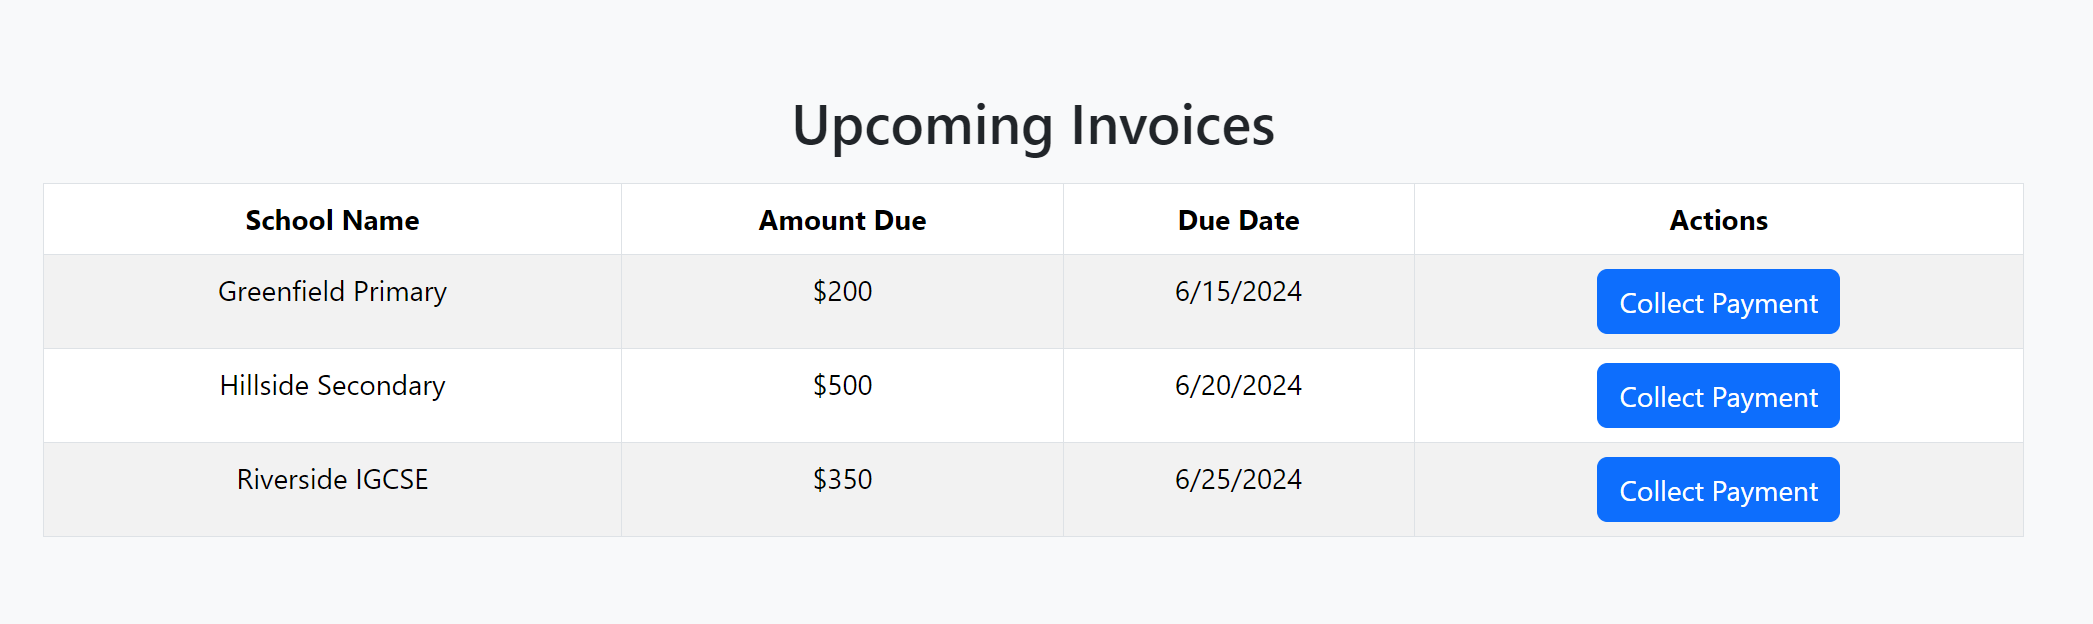 Upcoming Invoices
School Name Amount Due Due Date Actions
Greenfield Primary $200 6/15/2024 Collect Payment
Hillside Secondary $500 6/20/2024 Collect Payment
Riverside IGCSE $350 6/25/2024 Collect Payment